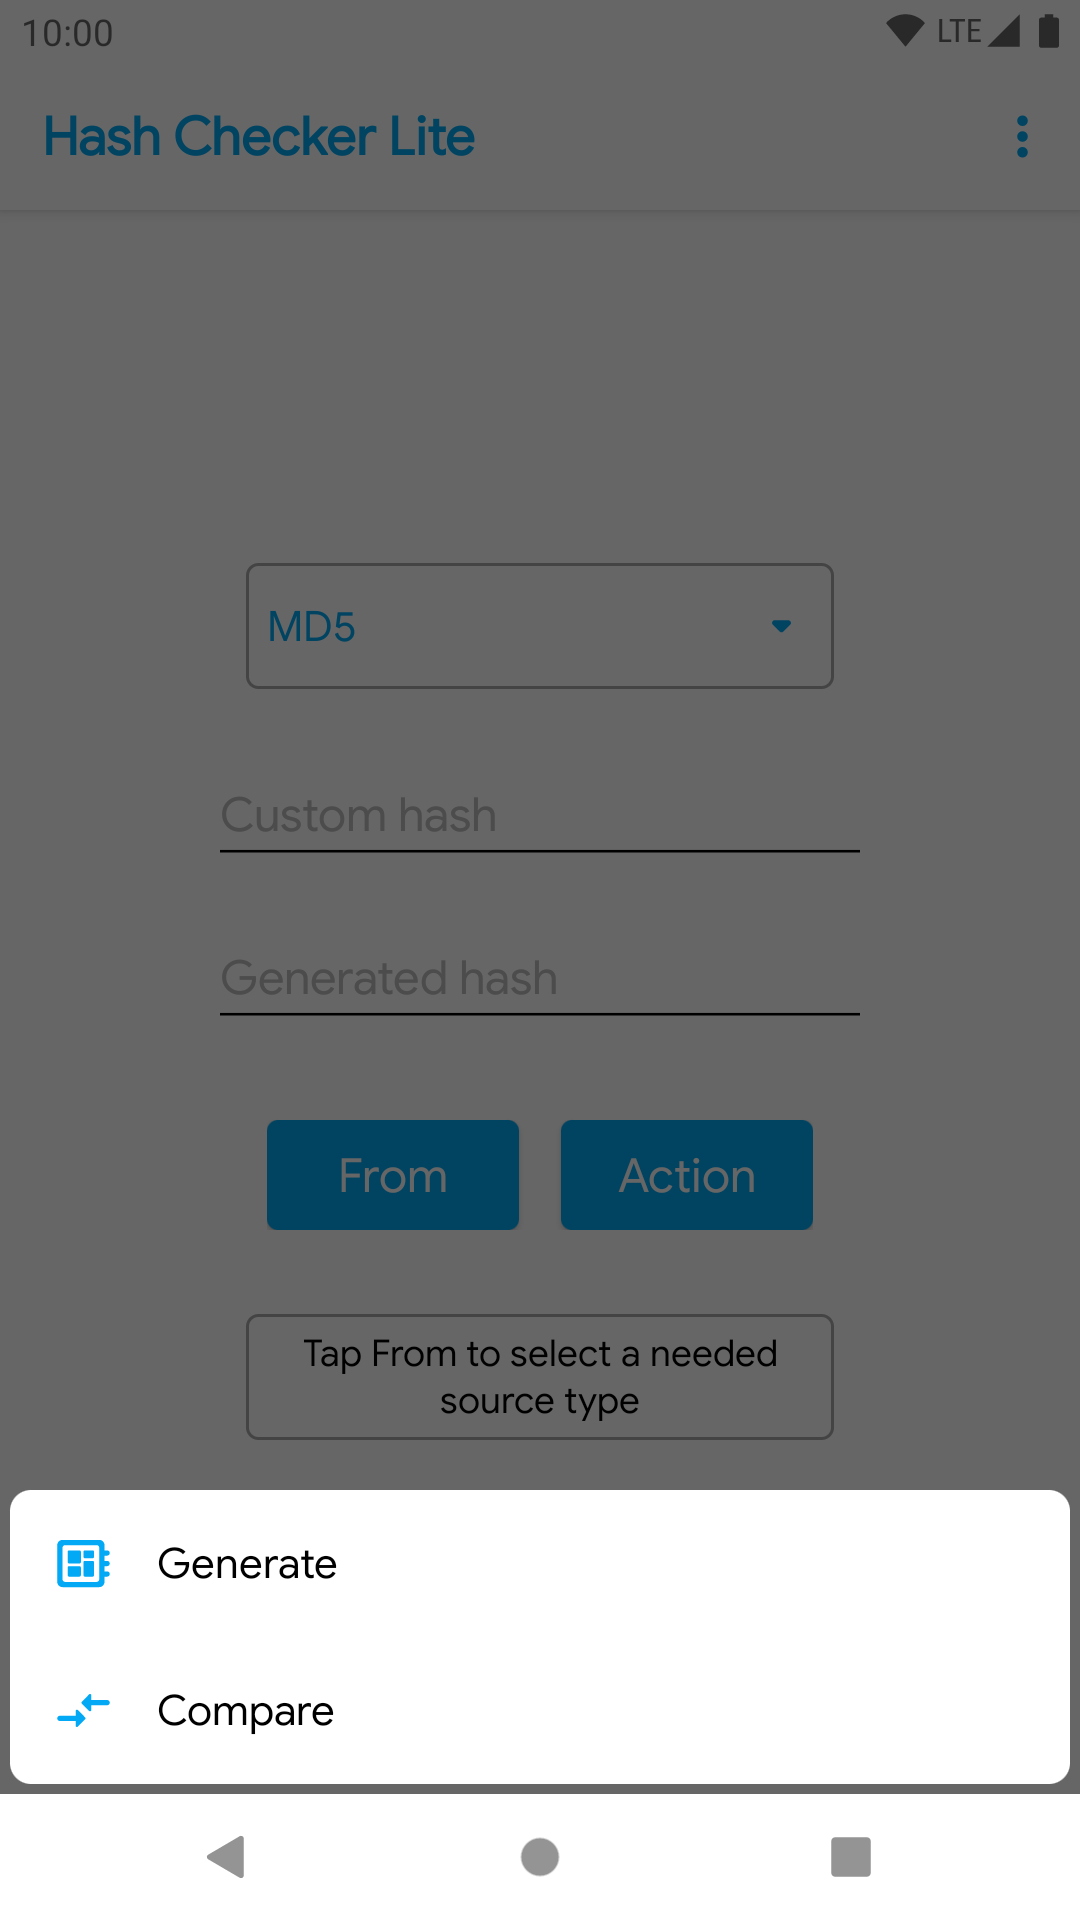 10:00
LTE
Hash Checker Lite
MD5
Custom hash
Generated hash
From
Action
Tap From to select a needed
source type
Generate
Compare